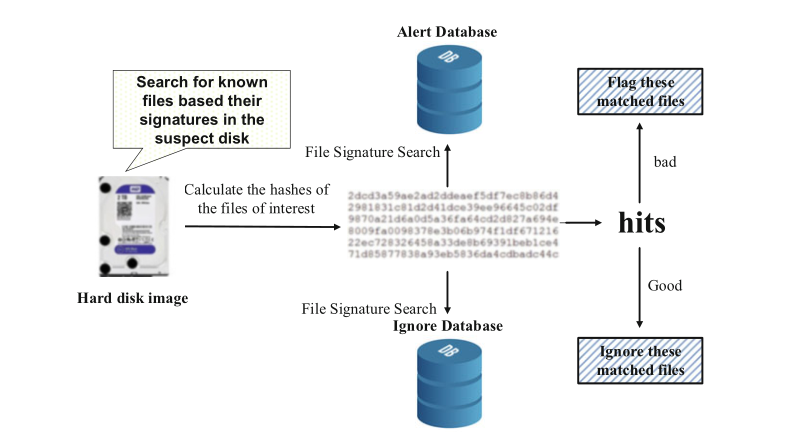 Alert Database
DB
Search for known
files based their
signatures in the
suspect disk
Flag these
matched files
File Signature Search
bad
Calculate the hashes of
the files of interest
2dcd3a59ae2ad2ddeaef5df7ec8b86d4
2981831c81d2d41dce39ee96645c02df
9870a21d6a0d5a36fa64cd2d827a694e
8009fa0098378e3b06b974f1df671216
22ec728326458a33de8b69391beb1ce4
71d85877838a93eb5836da4cdbadc44c
hits
Hard disk image
File Signature Search
Good
Ignore Database
DB
Ignore these
matched files